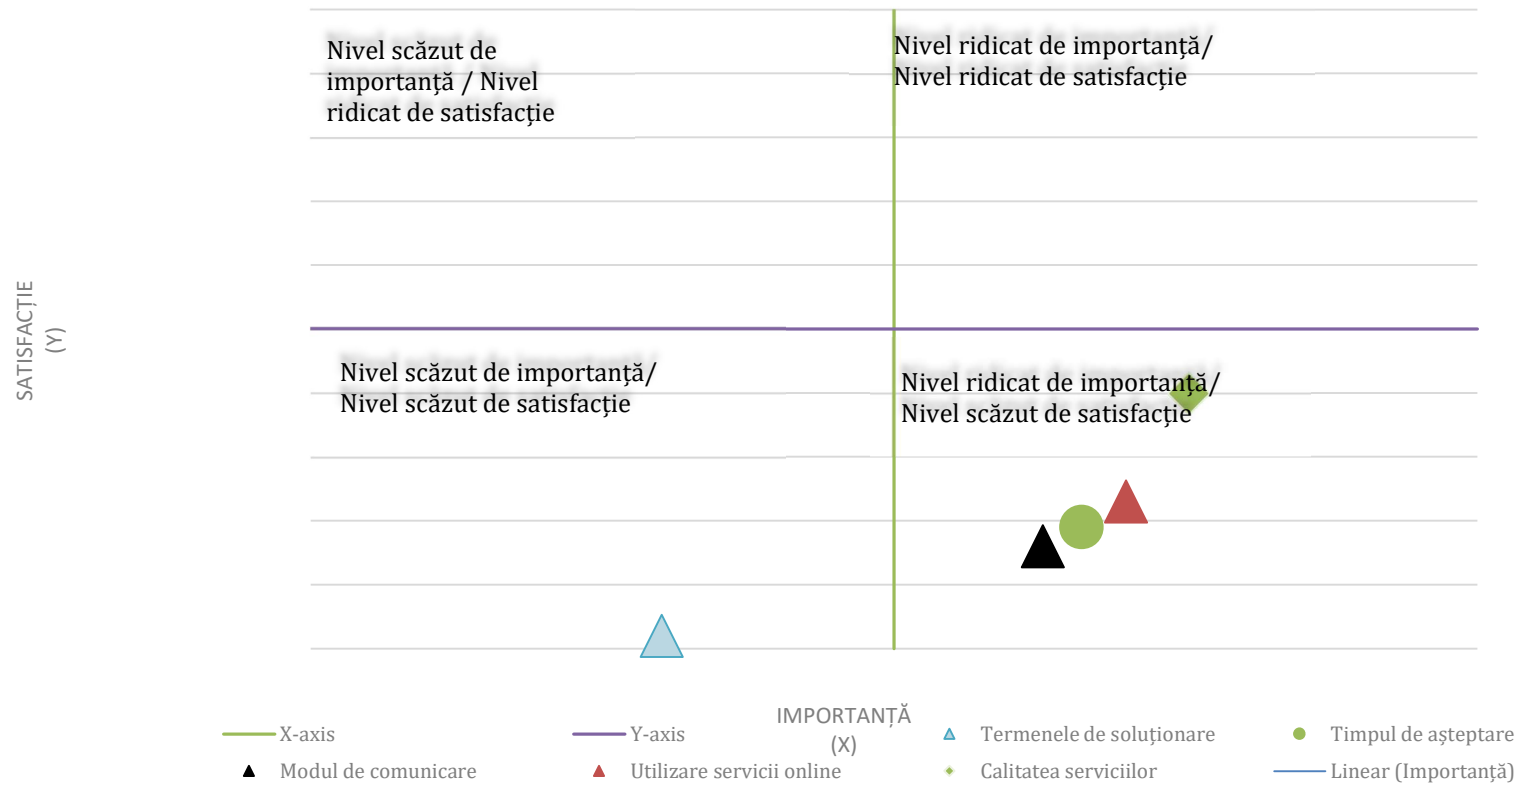 Nivel scăzut de
importanță / Nivel
ridicat de satisfacție
Nivel ridicat de importanță/
Nivel ridicat de satisfacție
SATISFACȚIE
(Y)
Nivel scăzut de importanță/
Nivel scăzut de satisfacție
Nivel ridicat de importanță/
Nivel scăzut de satisfacție
IMPORTANȚĂ
(X)
X-axis
Y-axis
Termenele de soluționare
Timpul de așteptare
Modul de comunicare
Utilizare servicii online
Calitatea serviciilor
Linear (Importanță)